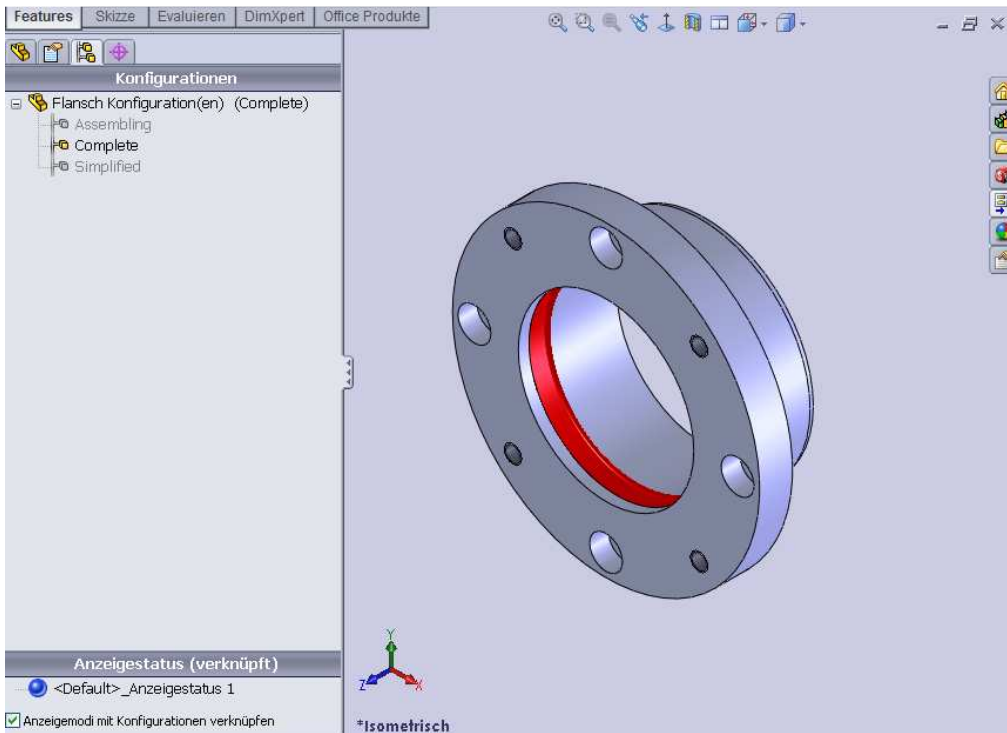 Features Skizze Evaluieren DimXpert Office Produkte
Konfigurationen
Flansch Konfiguration(en) (Complete)
Assembling
Complete
Simplified
Anzeigestatus (verknüpft)
<Default>_Anzeigestatus 1
Anzeigemodi mit Konfigurationen verknüpfen
Y
Z X
*Isometrisch